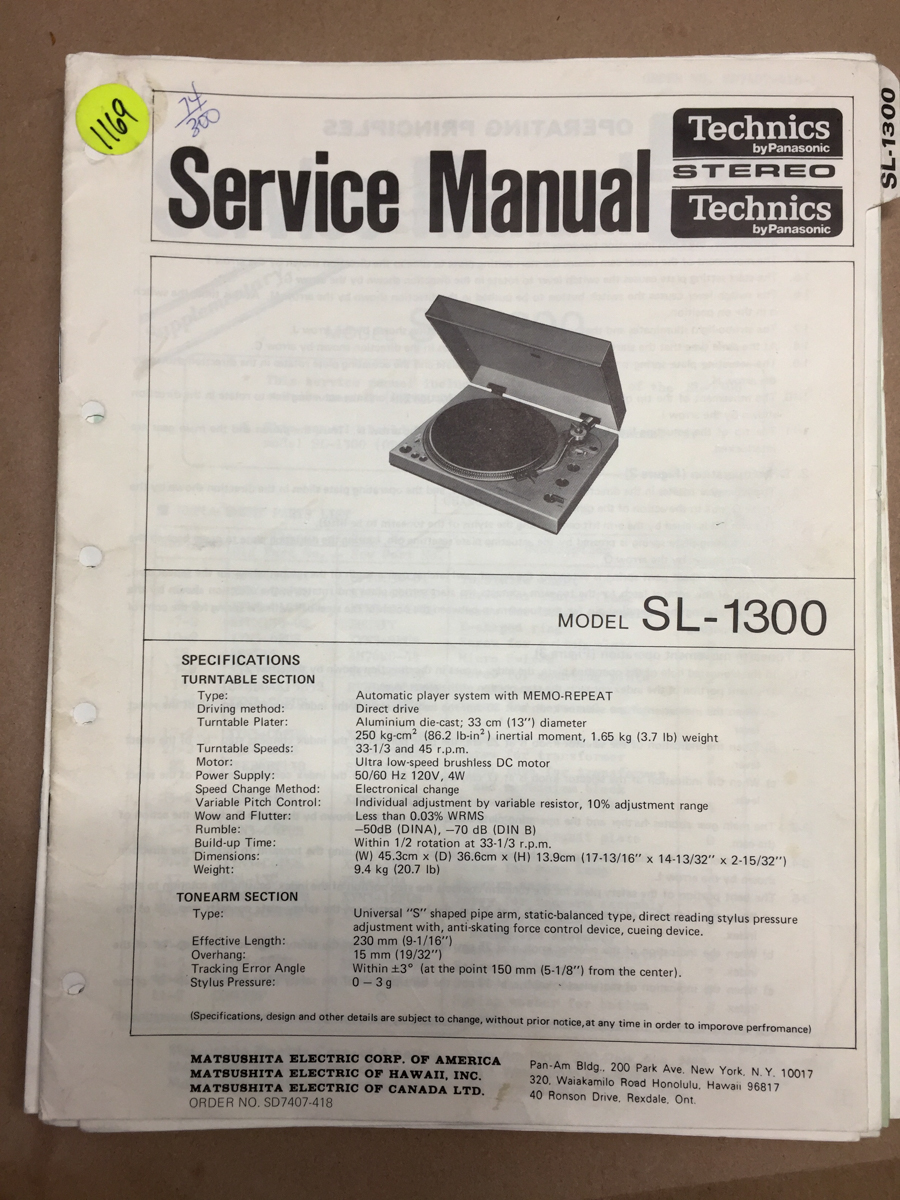 1169
74
300
Service Manual
Technics
by Panasonic
STEREO
Technics
by Panasonic
SL-1300
MODEL SL-1300
SPECIFICATIONS
TURNTABLE SECTION
Type: Automatic player system with MEMO-REPEAT
Driving method: Direct drive
Turntable Plater: Aluminium die-cast; 33 cm (13") diameter
250 kg-cm² (86.2 lb-in²) inertial moment, 1.65 kg (3.7 lb) weight
Turntable Speeds: 33-1/3 and 45 r.p.m.
Motor: Ultra low-speed brushless DC motor
Power Supply: 50/60 Hz 120V, 4W
Speed Change Method: Electronical change
Variable Pitch Control: Individual adjustment by variable resistor, 10% adjustment range
Wow and Flutter: Less than 0.03% WRMS
Rumble: —50dB (DINA), —70 dB (DIN B)
Build-up Time: Within 1/2 rotation at 33-1/3 r.p.m.
Dimensions: (W) 45.3cm x (D) 36.6cm x (H) 13.9cm (17-13/16" x 14-13/32" x 2-15/32")
Weight: 9.4 kg (20.7 lb)
TONEARM SECTION
Type: Universal "S" shaped pipe arm, static-balanced type, direct reading stylus pressure
adjustment with, anti-skating force control device, cueing device.
Effective Length: 230 mm (9-1/16")
Overhang: 15 mm (19/32")
Tracking Error Angle Within ±3° (at the point 150 mm (5-1/8") from the center).
Stylus Pressure: 0 — 3 g
(Specifications, design and other details are subject to change, without prior notice, at any time in order to imporove perfromance)
MATSUSHITA ELECTRIC CORP. OF AMERICA Pan-Am Bldg., 200 Park Ave. New York, N. Y. 10017
MATSUSHITA ELECTRIC OF HAWAII, INC. 320, Waiakamilo Road Honolulu, Hawaii 96817
MATSUSHITA ELECTRIC OF CANADA LTD. 40 Ronson Drive, Rexdale, Ont.
ORDER NO. SD7407-418